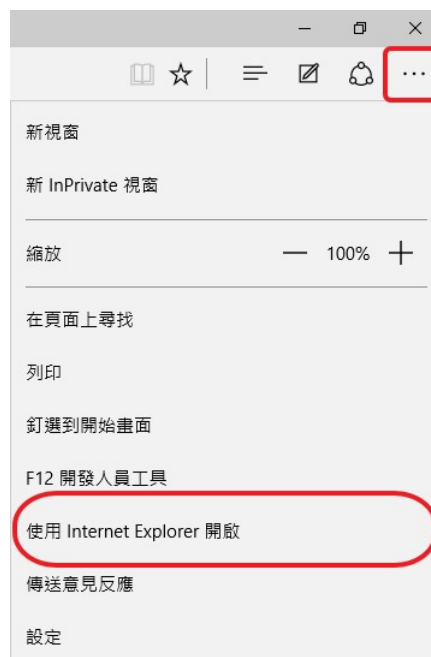 新視窗
新 InPrivate 視窗
縮放 — 100% +
在頁面上尋找
列印
釘選到開始畫面
F12 開發人員工具
使用 Internet Explorer 開啟
傳送意見反應
設定